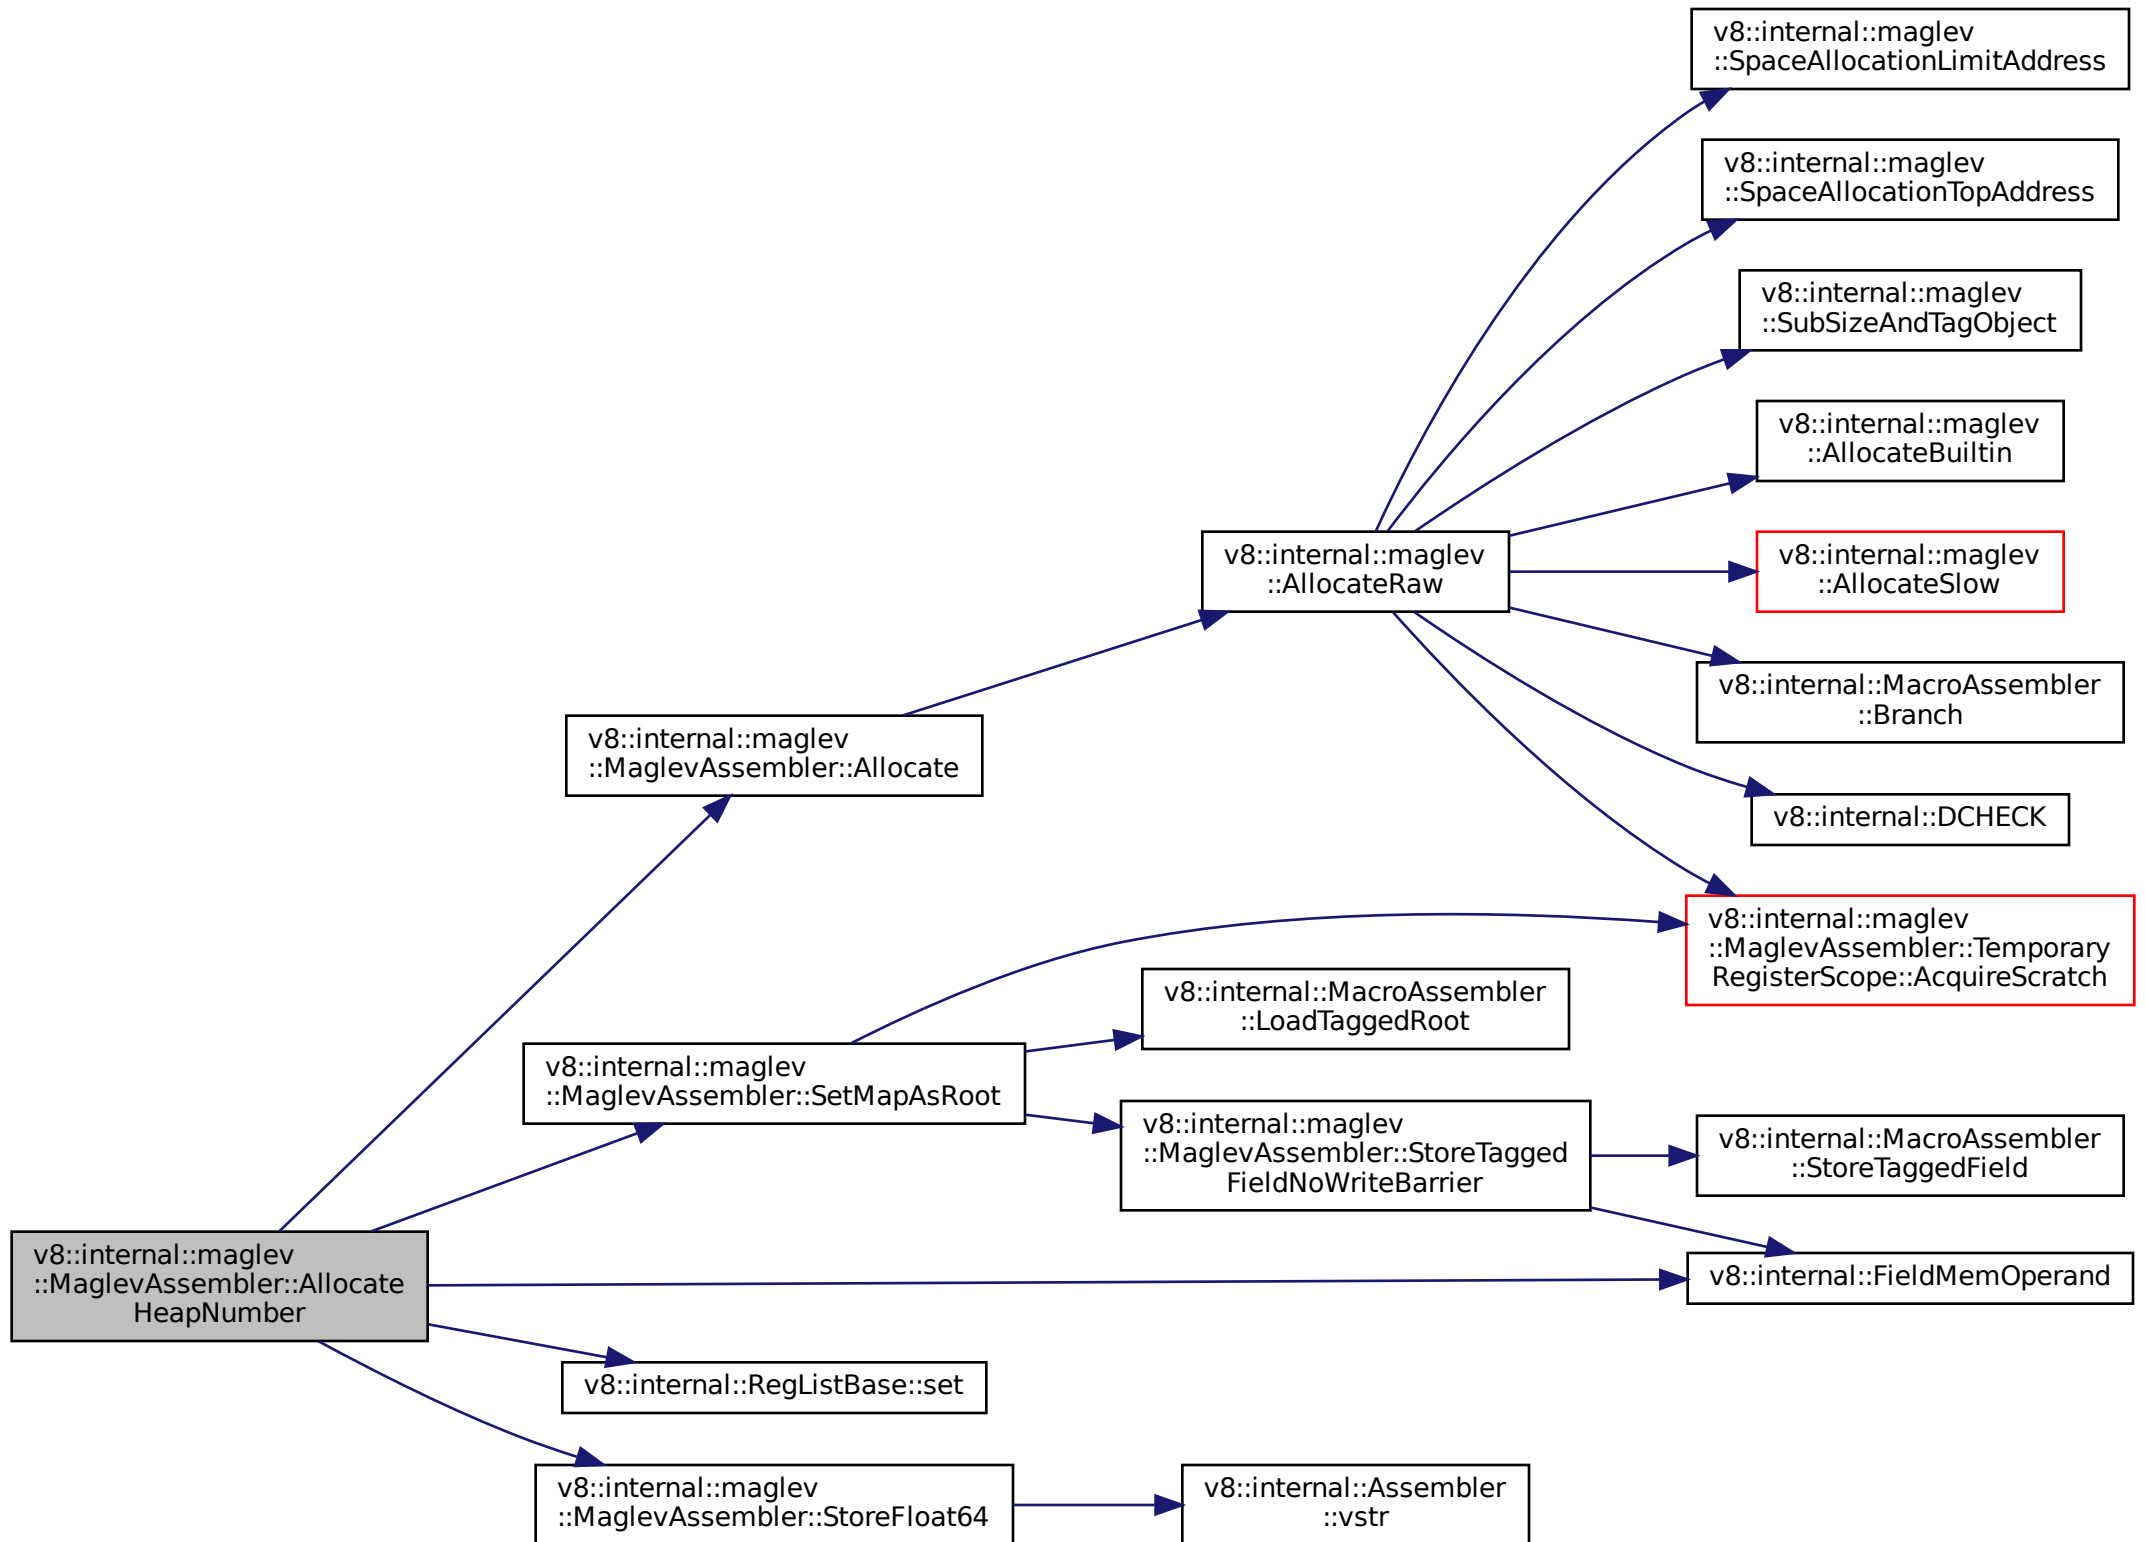 v8::internal::maglev
::SpaceAllocationLimitAddress
v8::internal::maglev
::SpaceAllocationTopAddress
v8::internal::maglev
::SubSizeAndTagObject
v8::internal::maglev
::AllocateBuiltin
v8::internal::maglev
::AllocateRaw
v8::internal::maglev
::AllocateSlow
v8::internal::MacroAssembler
::Branch
v8::internal::maglev
::MaglevAssembler::Allocate
v8::internal::DCHECK
v8::internal::maglev
::MaglevAssembler::Temporary
RegisterScope::AcquireScratch
v8::internal::MacroAssembler
::LoadTaggedRoot
v8::internal::maglev
::MaglevAssembler::SetMapAsRoot
v8::internal::maglev
::MaglevAssembler::StoreTagged
FieldNoWriteBarrier
v8::internal::MacroAssembler
::StoreTaggedField
v8::internal::maglev
::MaglevAssembler::Allocate
HeapNumber
v8::internal::FieldMemOperand
v8::internal::RegListBase::set
v8::internal::maglev
::MaglevAssembler::StoreFloat64
v8::internal::Assembler
::vstr